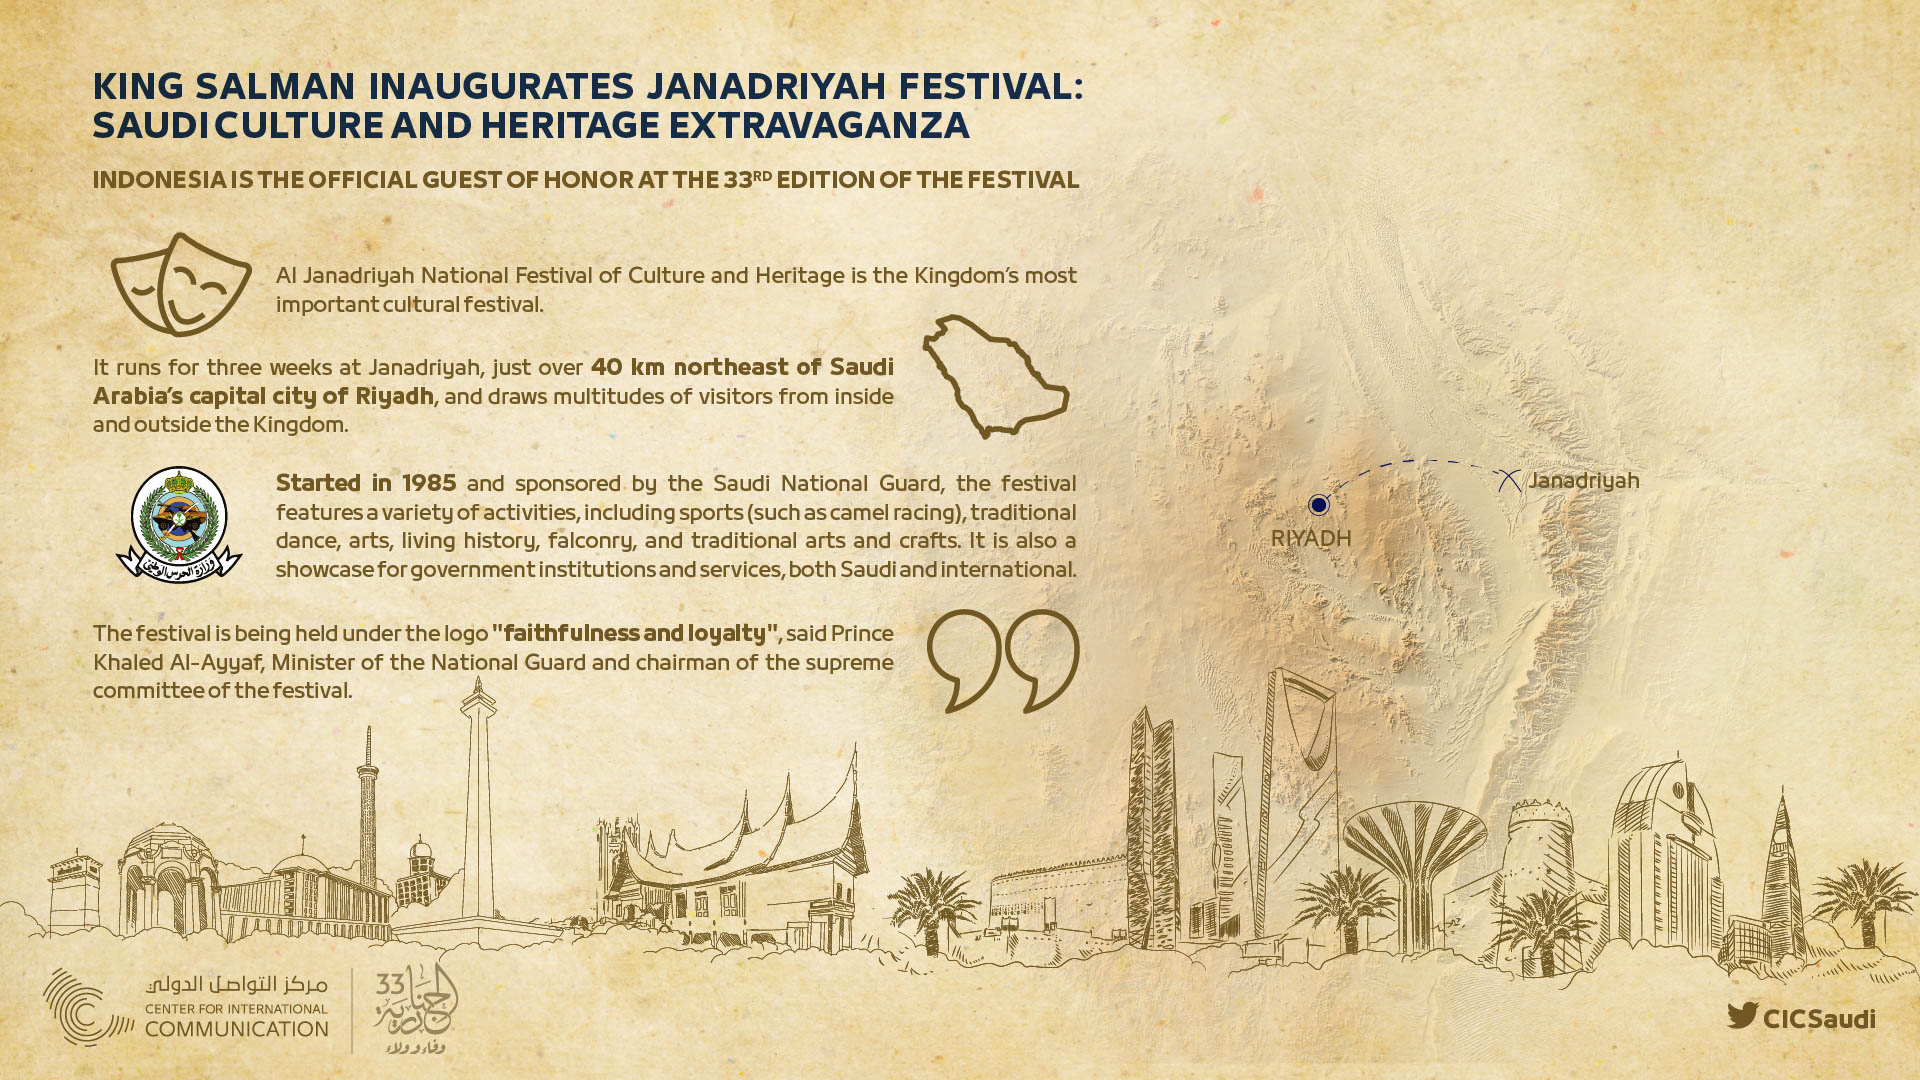 KING SALMAN INAUGURATES JANADRIYAH FESTIVAL:
SAUDI CULTURE AND HERITAGE EXTRAVAGANZA
INDONESIA IS THE OFFICIAL GUEST OF HONOR AT THE 33RD EDITION OF THE FESTIVAL
Al Janadriyah National Festival of Culture and Heritage is the Kingdom's most
important cultural festival.
It runs for three weeks at Janadriyah, just over 40 km northeast of Saudi
Arabia's capital city of Riyadh, and draws multitudes of visitors from inside
and outside the Kingdom.
وزارة الحرس الوطني
Started in 1985 and sponsored by the Saudi National Guard, the festival
features a variety of activities, including sports (such as camel racing), traditional
dance, arts, living history, falconry, and traditional arts and crafts. It is also a
showcase for government institutions and services, both Saudi and international.
The festival is being held under the logo "faithfulness and loyalty", said Prince
Khaled Al-Ayyaf, Minister of the National Guard and chairman of the supreme
committee of the festival.
Janadriyah
RIYADH
مركز التواصل الدولي
CENTER FOR INTERNATIONAL
COMMUNICATION
33
الجنادرية
وفاء و ولاء
CICSaudi